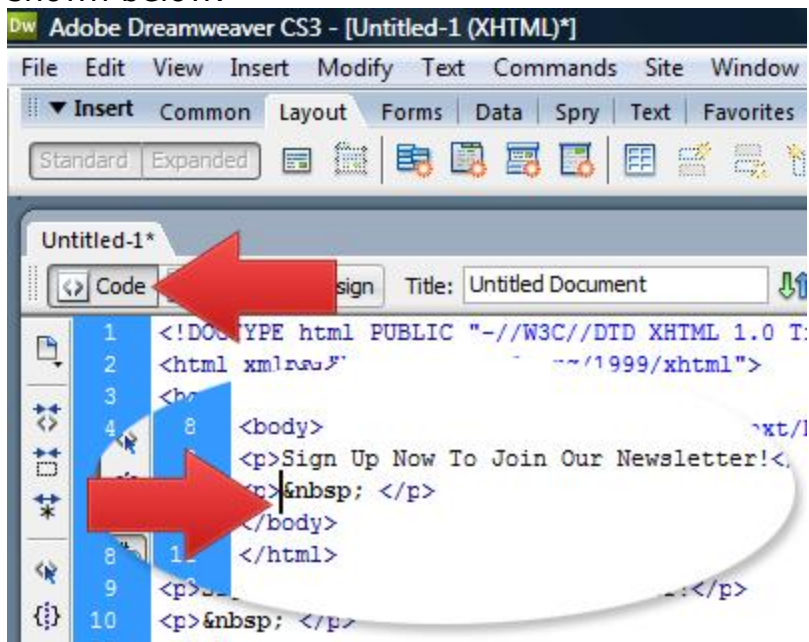 Dw Adobe Dreamweaver CS3 - [Untitled-1 (XHTML)*]
File Edit View Insert Modify Text Commands Site Window
▼ Insert Common Layout Forms Data Spry Text Favorites
Standard Expanded
Untitled-1*
Code sign Title: Untitled Document
1 <!DOCTYPE html PUBLIC "-//W3C//DTD XHTML 1.0
2 <html /1999/xhtml">
3
4
8 <body>
<p>Sign Up Now To Join Our Newsletter!</
<p>&nbsp; </p>
</body>
</html>
8
9 </p>
10 <p>&nbsp; </p>